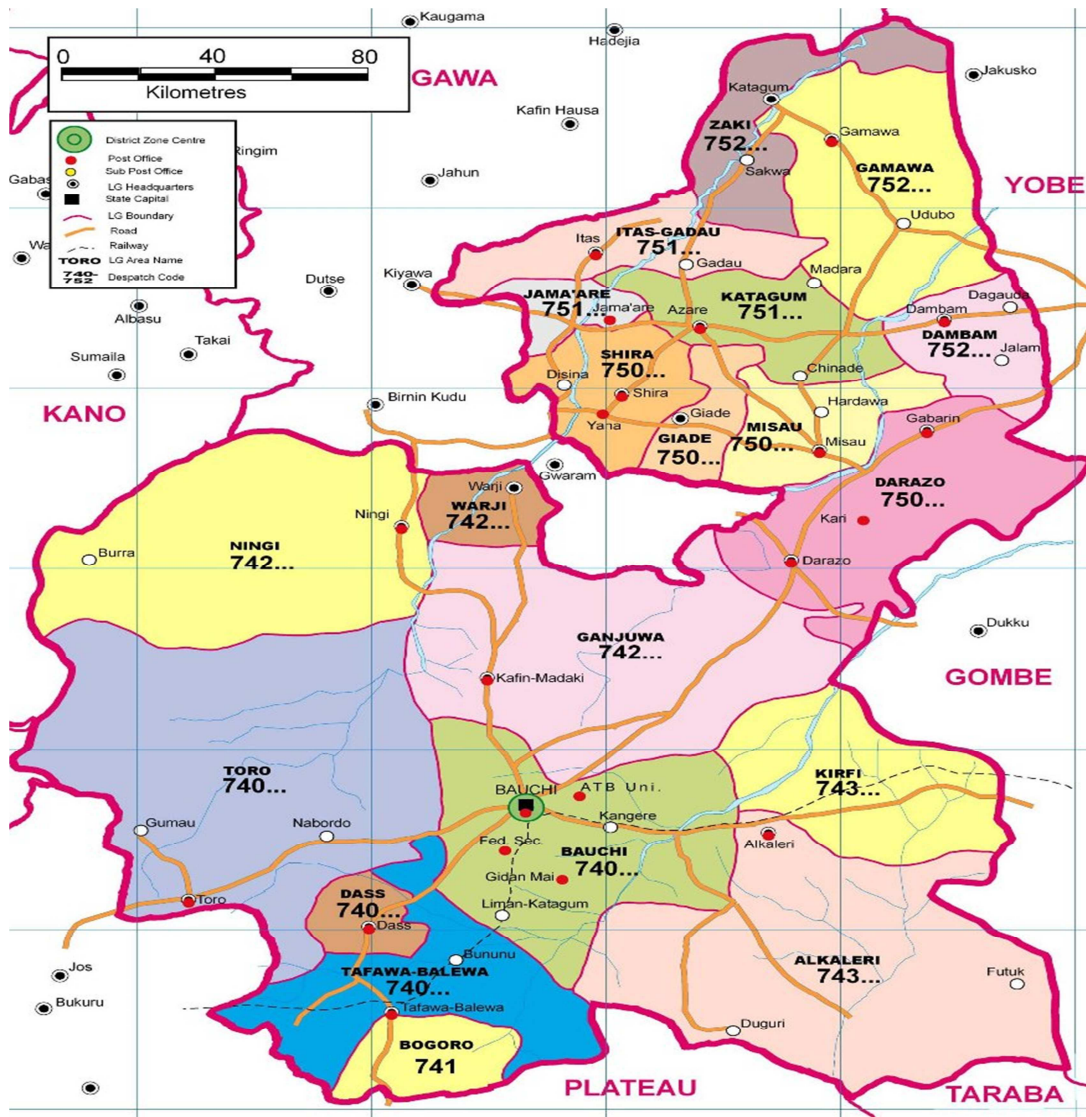 Kaugama
Hadejia
0 40 80
Kilometres
GAWA
Jakusko
Katagum
Kafin Hausa
ZAKI
752...
Gamawa
District Zone Centre
Post Office
Sub Post Office
LG Headquarters
State Capital
LG Boundary
Road
Railway
TORO LG Area Name
740-
752 Despatch Code
Ringim
Sakwa
GAMAWA
752...
Jahun
YOBE
Udubo
ITAS-GADAU
751...
Itas
Gadau
Kiyawa
Dutse
Madara
JAMA'ARE
751...
Jama'are
Azare
KATAGUM
751...
Dagauda
Dambam
DAMBAM
752...
Albasu
Takai
Sumaila
SHIRA
750...
Jalam
Disina
Chinade
Shira
KANO
Birnin Kudu
Hardawa
Yana
Giade
GIADE
750...
MISAU
750...
Misau
Gabarin
Gwaram
Warji
WARJI
742...
DARAZO
750...
Ningi
Kari
Burra
NINGI
742...
Darazo
GANJUWA
742...
Dukku
Kafin-Madaki
GOMBE
TORO
740...
KIRFI
743...
BAUCHI
ATB Uni.
Gumau
Nabordo
Kangere
Alkaleri
Fed. Sec.
BAUCHI
740...
Gidan Mai
Toro
DASS
740...
Liman-Katagum
Dass
Bununu
Jos
TAFAWA-BALEWA
740...
ALKALERI
743...
Futuk
Bukuru
Tafawa-Balewa
Duguri
BOGORO
741
PLATEAU
TARABA